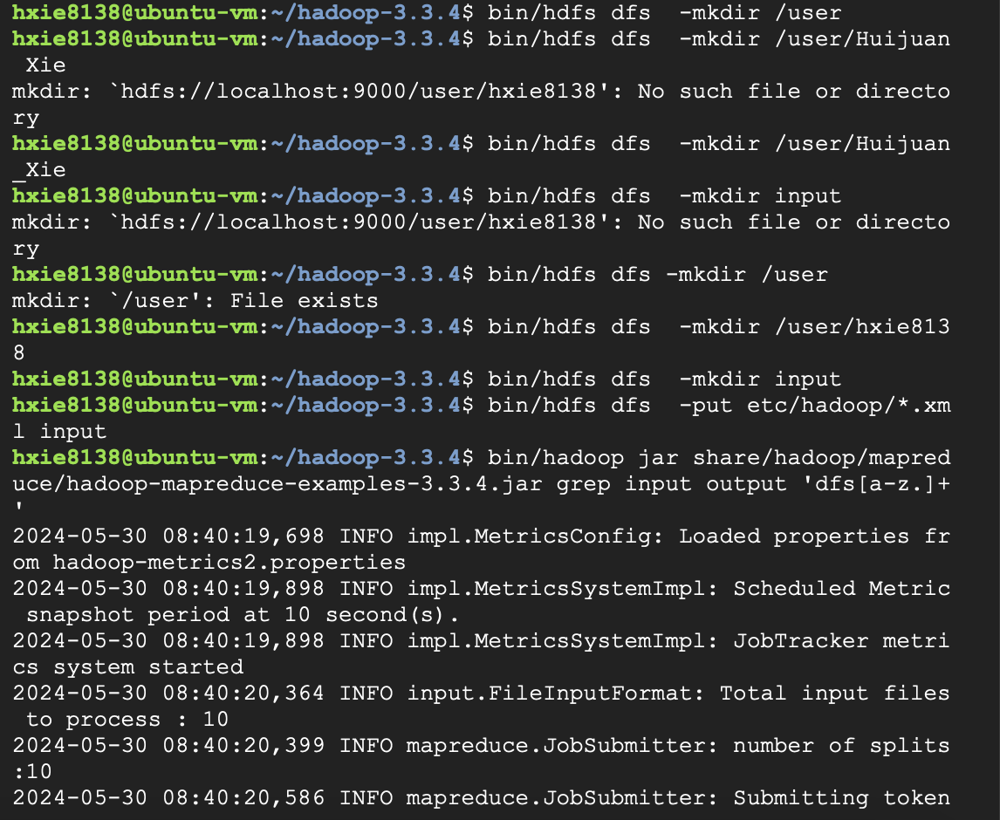 hxie8138@ubuntu-vm:~/hadoop-3.3.4$ bin/hdfs dfs  -mkdir /user
hxie8138@ubuntu-vm:~/hadoop-3.3.4$ bin/hdfs dfs  -mkdir /user/Huijuan
 Xie
mkdir: `hdfs://localhost:9000/user/hxie8138': No such file or directo
ry
hxie8138@ubuntu-vm:~/hadoop-3.3.4$ bin/hdfs dfs  -mkdir /user/Huijuan
_Xie
hxie8138@ubuntu-vm:~/hadoop-3.3.4$ bin/hdfs dfs  -mkdir input
mkdir: `hdfs://localhost:9000/user/hxie8138': No such file or directo
ry
hxie8138@ubuntu-vm:~/hadoop-3.3.4$ bin/hdfs dfs -mkdir /user
mkdir: `/user': File exists
hxie8138@ubuntu-vm:~/hadoop-3.3.4$ bin/hdfs dfs  -mkdir /user/hxie813
8
hxie8138@ubuntu-vm:~/hadoop-3.3.4$ bin/hdfs dfs  -mkdir input
hxie8138@ubuntu-vm:~/hadoop-3.3.4$ bin/hdfs dfs  -put etc/hadoop/*.xm
l input
hxie8138@ubuntu-vm:~/hadoop-3.3.4$ bin/hadoop jar share/hadoop/mapred
uce/hadoop-mapreduce-examples-3.3.4.jar grep input output 'dfs[a-z.]+
'
2024-05-30 08:40:19,698 INFO impl.MetricsConfig: Loaded properties fr
om hadoop-metrics2.properties
2024-05-30 08:40:19,898 INFO impl.MetricsSystemImpl: Scheduled Metric
 snapshot period at 10 second(s).
2024-05-30 08:40:19,898 INFO impl.MetricsSystemImpl: JobTracker metri
cs system started
2024-05-30 08:40:20,364 INFO input.FileInputFormat: Total input files
 to process : 10
2024-05-30 08:40:20,399 INFO mapreduce.JobSubmitter: number of splits
:10
2024-05-30 08:40:20,586 INFO mapreduce.JobSubmitter: Submitting token